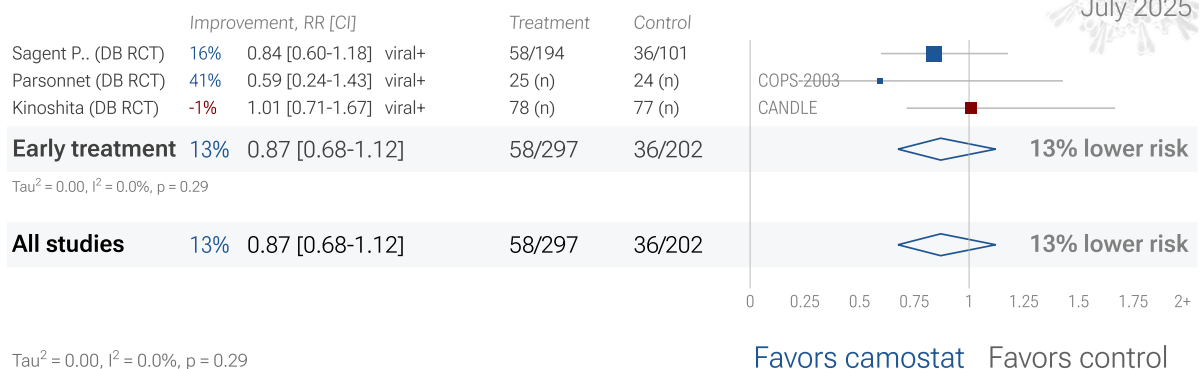 July 2025
Improvement, RR [CI] Treatment Control
Sagent P.. (DB RCT) 16% 0.84 [0.60-1.18] viral+ 58/194 36/101
Parsonnet (DB RCT) 41% 0.59 [0.24-1.43] viral+ 25 (n) 24 (n) COPS-2003
Kinoshita (DB RCT) -1% 1.01 [0.71-1.67] viral+ 78 (n) 77 (n) CANDLE
Early treatment 13% 0.87 [0.68-1.12] 58/297 36/202 13% lower risk
Tau² = 0.00, I² = 0.0%, p = 0.29
All studies 13% 0.87 [0.68-1.12] 58/297 36/202 13% lower risk
0 0.25 0.5 0.75 1 1.25 1.5 1.75 2+
Tau² = 0.00, I² = 0.0%, p = 0.29 Favors camostat Favors control